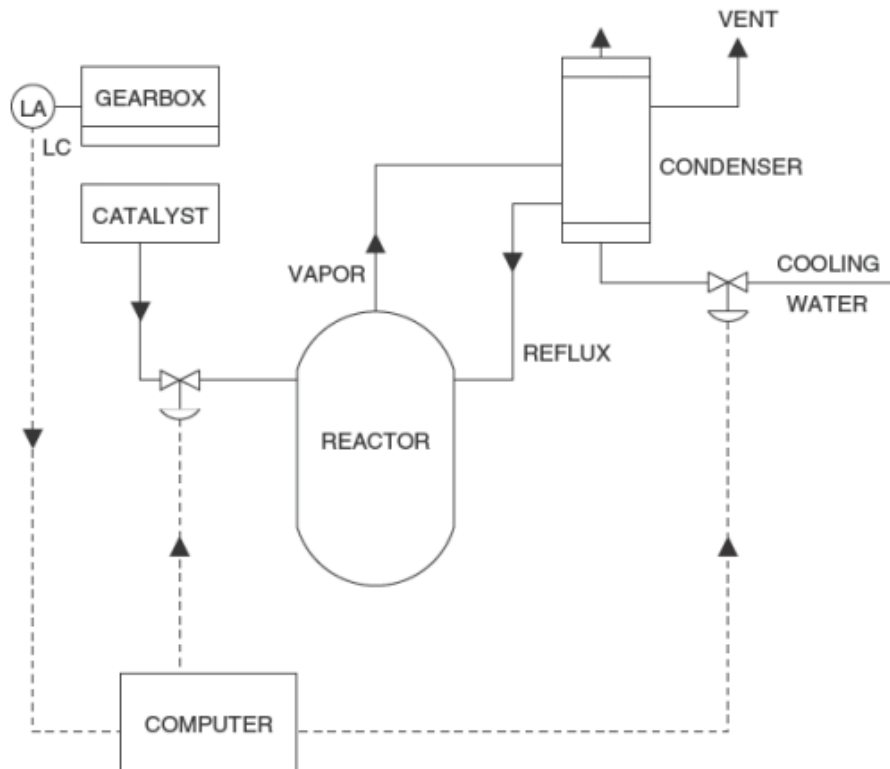 VENT
LA
GEARBOX
LC
CONDENSER
CATALYST
VAPOR
COOLING
WATER
REFLUX
REACTOR
COMPUTER